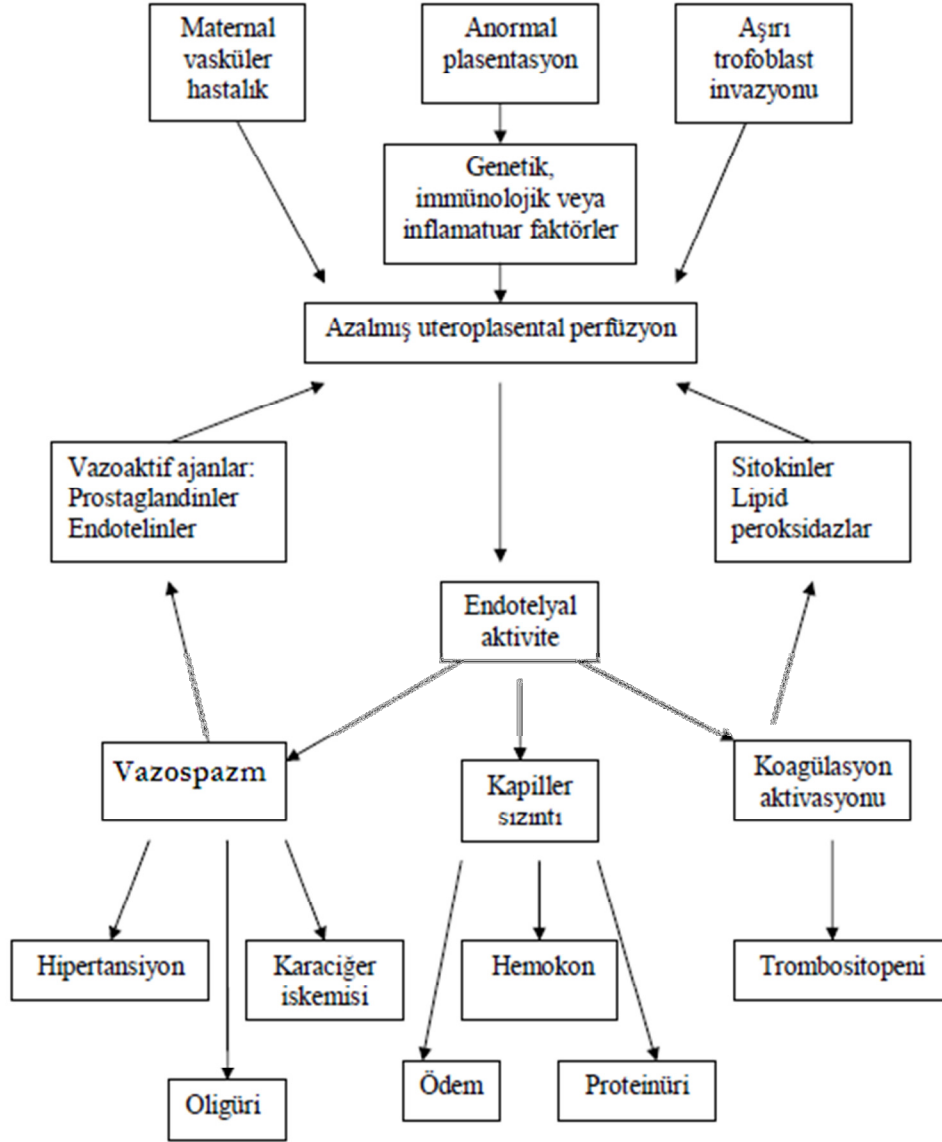 Maternal
vasküler
hastalık
Anormal
plasentasyon
Aşırı
trofoblast
invazyonu
Genetik,
immünolojik veya
inflamatuar faktörler
Azalmış uteroplasental perfüzyon
Vazoaktif ajanlar:
Prostaglandinler
Endotelinler
Sitokinler
Lipid
peroksidazlar
Endotelyal
aktivite
Vazospazm
Kapiller
sızıntı
Koagülasyon
aktivasyonu
Hipertansiyon
Karaciğer
iskemisi
Hemokon
Trombositopeni
Oligüri
Ödem
Proteinüri